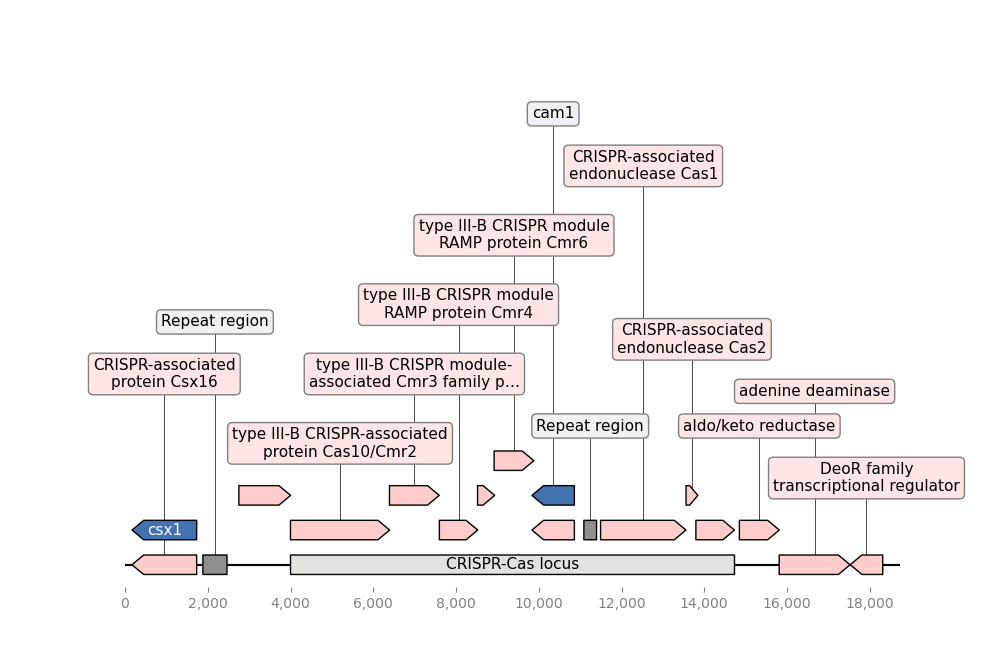 cam1
CRISPR-associated
endonuclease Cas1
type III-B CRISPR module
RAMP protein Cmr6
type III-B CRISPR module
RAMP protein Cmr4
Repeat region
CRISPR-associated
endonuclease Cas2
CRISPR-associated
protein Csx16
type III-B CRISPR module-
associated Cmr3 family p...
adenine deaminase
type III-B CRISPR-associated
protein Cas10/Cmr2
Repeat region
aldo/keto reductase
DeoR family
transcriptional regulator
csx1
CRISPR-Cas locus
0 2,000 4,000 6,000 8,000 10,000 12,000 14,000 16,000 18,000